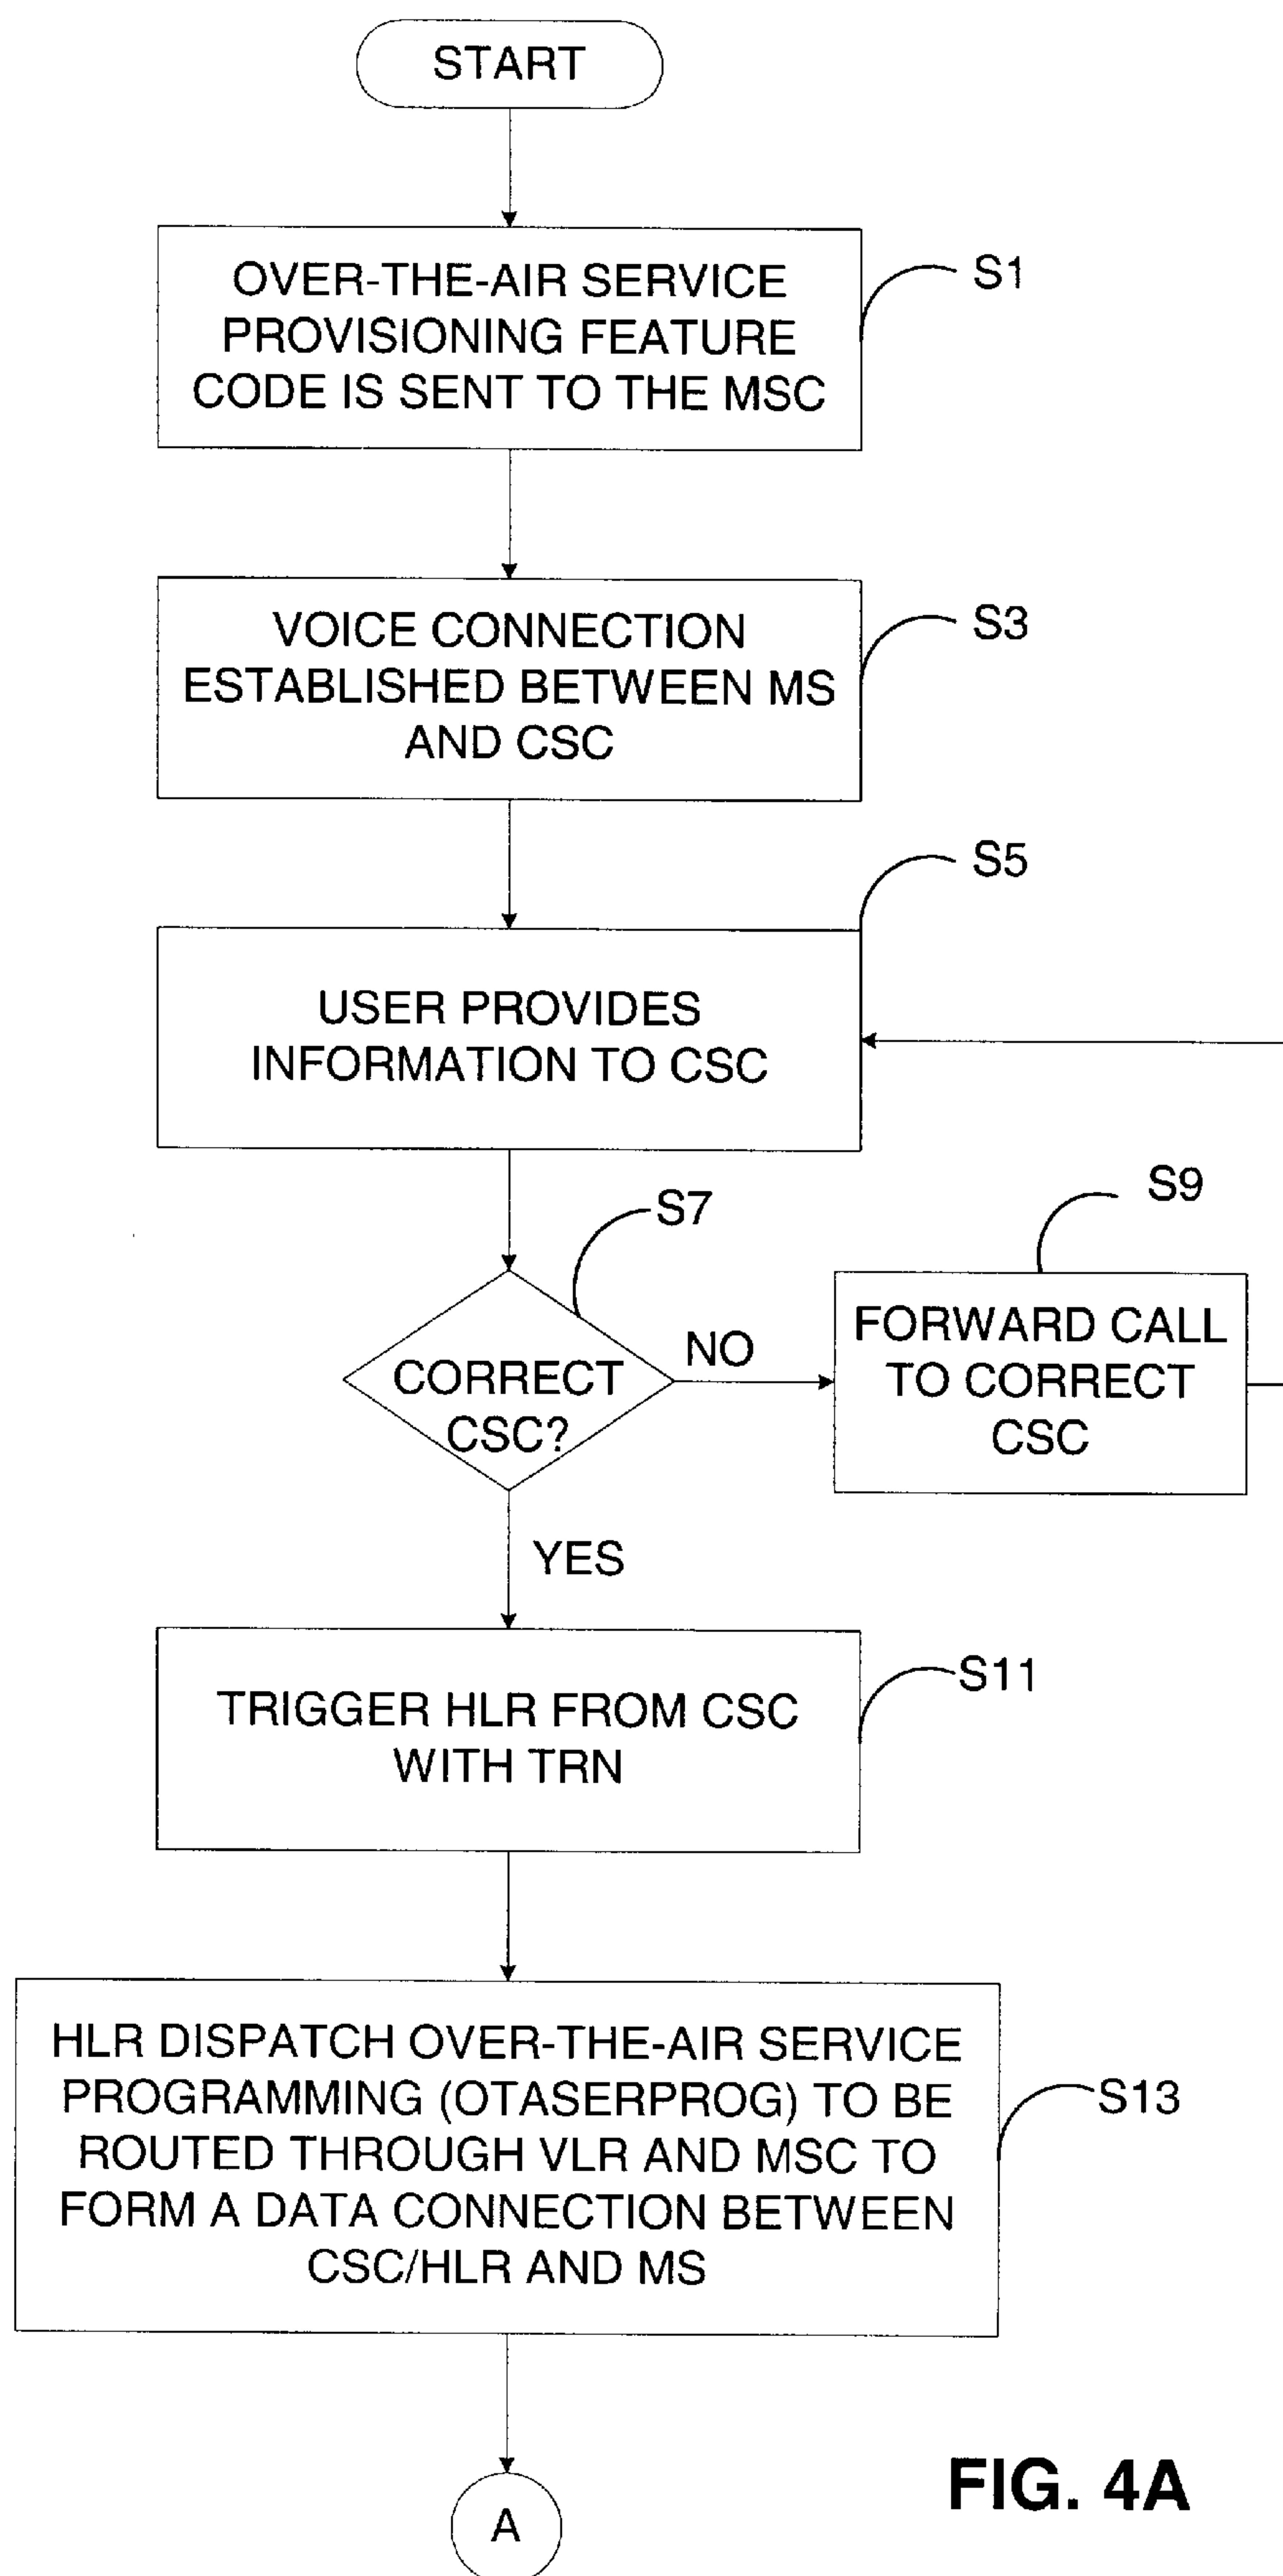 START
OVER-THE-AIR SERVICE
PROVISIONING FEATURE
CODE IS SENT TO THE MSC
S1
VOICE CONNECTION
ESTABLISHED BETWEEN MS
AND CSC
S3
S5
USER PROVIDES
INFORMATION TO CSC
S7
S9
CORRECT
CSC?
NO
FORWARD CALL
TO CORRECT
CSC
YES
TRIGGER HLR FROM CSC
WITH TRN
S11
HLR DISPATCH OVER-THE-AIR SERVICE
PROGRAMMING (OTASERPROG) TO BE
ROUTED THROUGH VLR AND MSC TO
FORM A DATA CONNECTION BETWEEN
CSC/HLR AND MS
S13
A
FIG. 4A